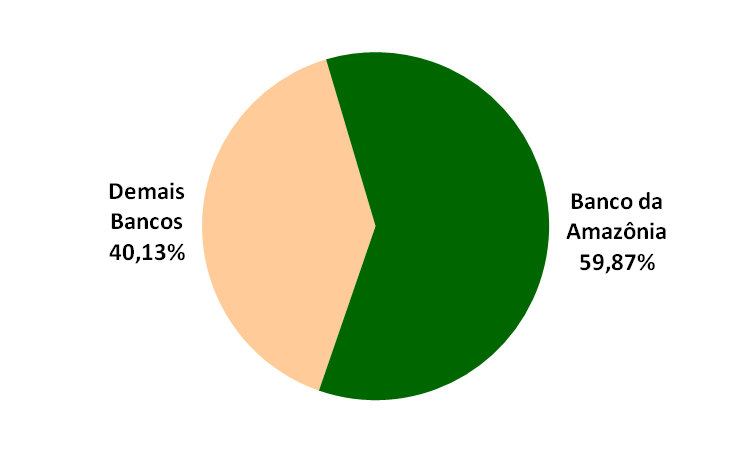 Demais
Bancos
40,13%
Banco da
Amazônia
59,87%